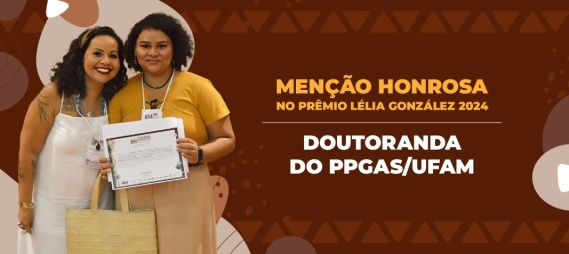 MENÇÃO HONROSA
NO PRÊMIO LÉLIA GONZÁLEZ 2024
DOUTORANDA
DO PPGAS/UFAM